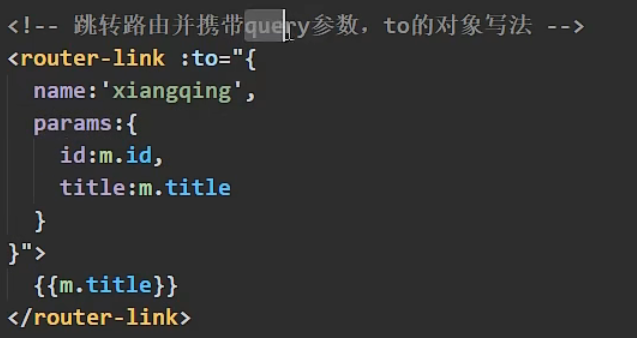 <!-- 跳转路由并携带query参数，to的对象写法 -->
<router-link :to="{
name:'xiangqing',
params:{
id:m.id,
title:m.title
}
}">
{{m.title}}
</router-link>